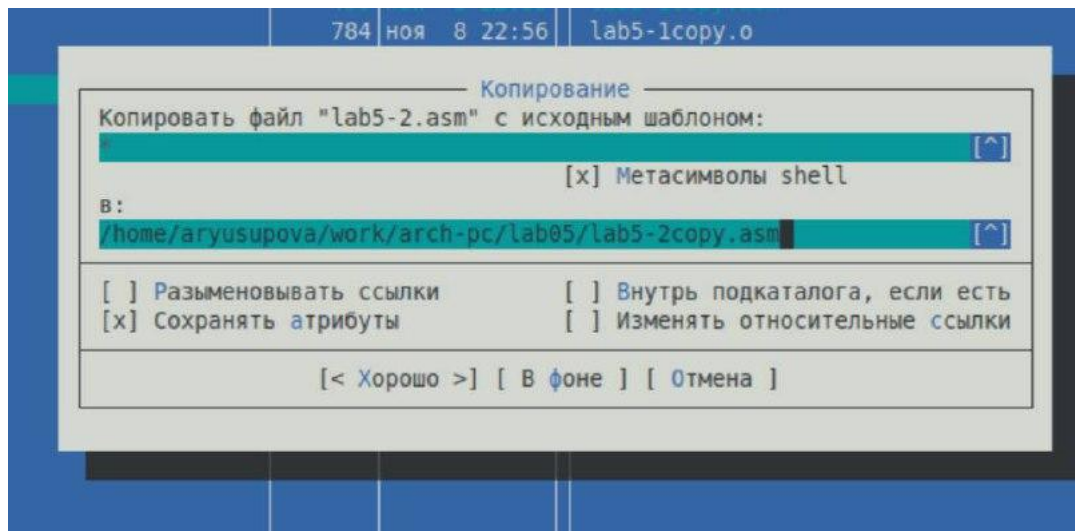 784 ноя 8 22:56 lab5-1copy.o
Копирование
Копировать файл "lab5-2.asm" с исходным шаблоном:
* [^]
[x] Метасимволы shell
в:
/home/aryusupova/work/arch-pc/lab05/lab5-2copy.asm [^]
[ ] Разыменовывать ссылки [ ] Внутрь подкаталога, если есть
[x] Сохранять атрибуты [ ] Изменять относительные ссылки
[< Хорошо >] [ В фоне ] [ Отмена ]